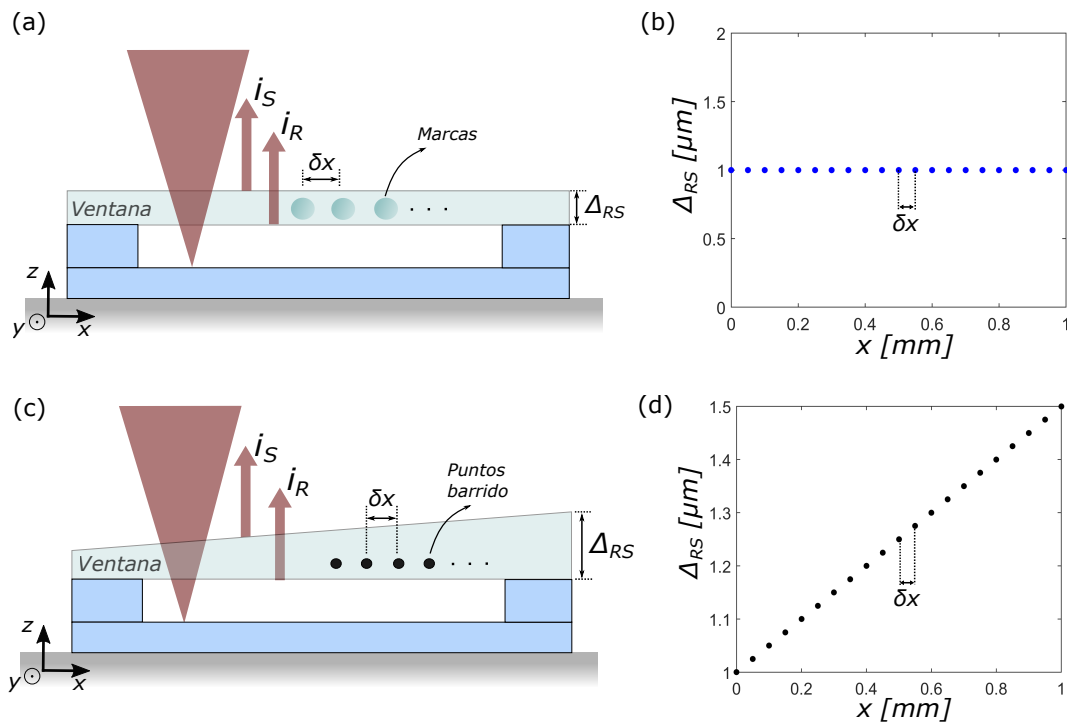 (a)
i_S
i_R
Marcas
δx
Ventana
Δ_RS
. . .
z
y
x
(b)
2
1.5
1
0.5
0
Δ_RS [μm]
δx
0 0.2 0.4 0.6 0.8 1
x [mm]
(c)
i_S
i_R
Puntos
barrido
δx
Ventana
Δ_RS
. . .
z
y
x
(d)
1.5
1.4
1.3
1.2
1.1
1
Δ_RS [μm]
δx
0 0.2 0.4 0.6 0.8 1
x [mm]